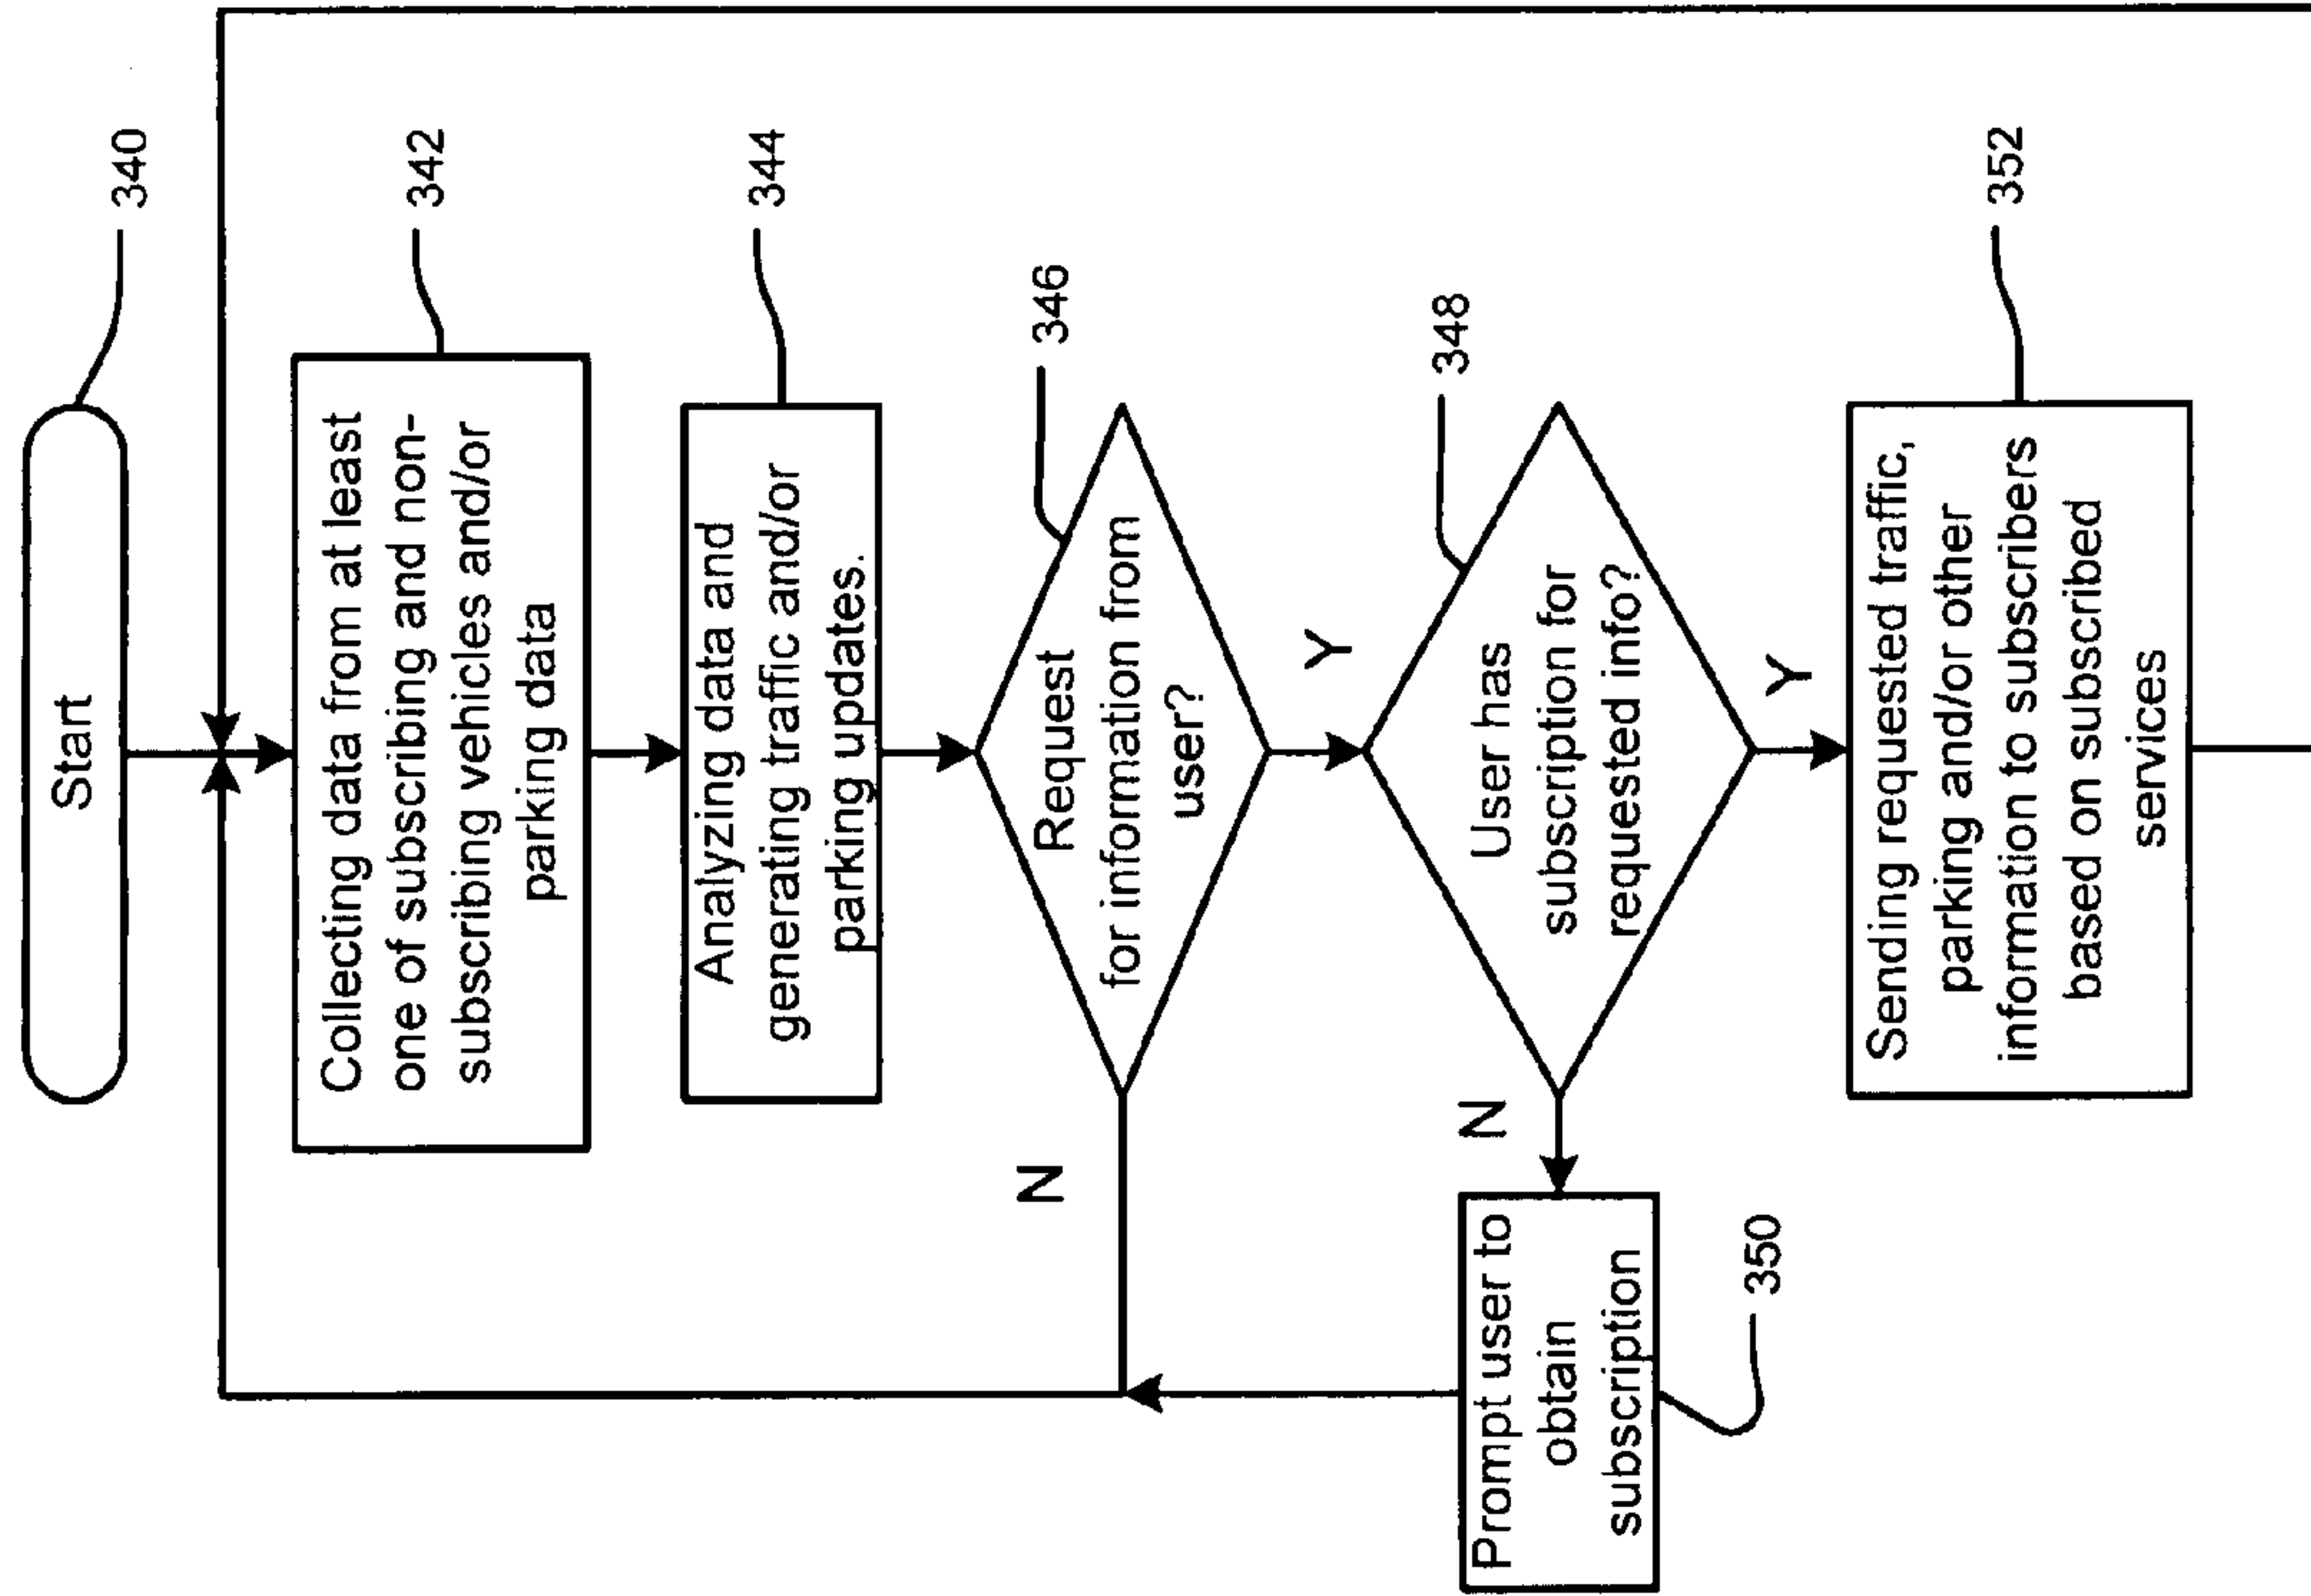 Start
340
Collecting data from at least
one of subscribing and non-
subscribing vehicles and/or
parking data
342
Analyzing data and
generating traffic and/or
parking updates.
344
Request
for information from
user?
346
N
Y
User has
subscription for
requested info?
348
N
Y
Prompt user to
obtain
subscription
350
Sending requested traffic,
parking and/or other
information to subscribers
based on subscribed
services
352